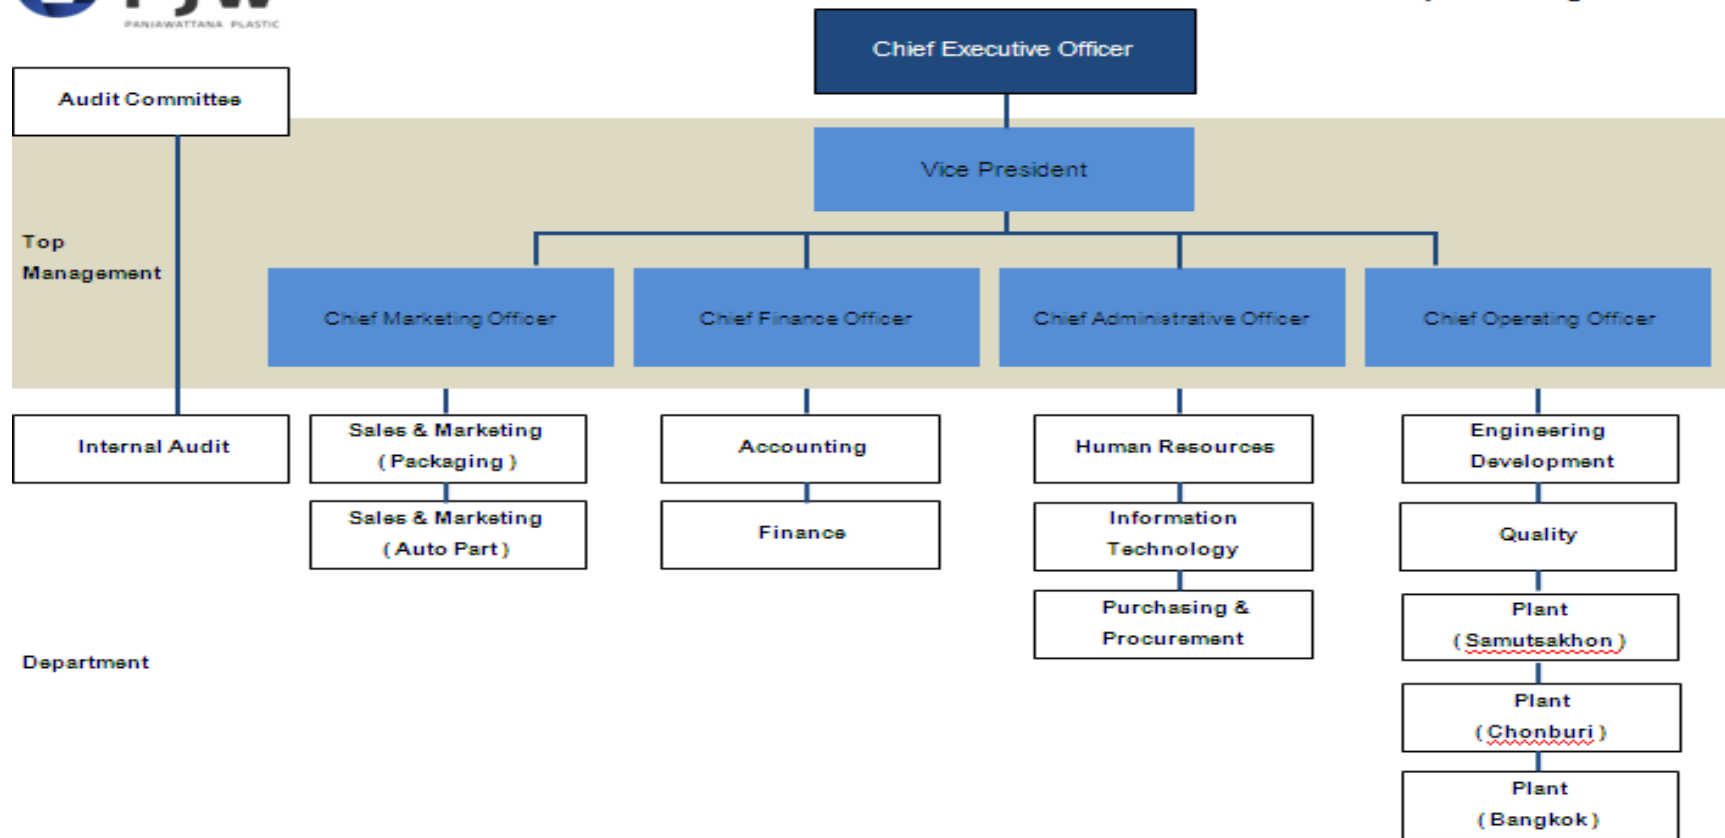 PANJAWATTANA PLASTIC
Chief Executive Officer
Audit Committee
Vice President
Top
Management
Chief Marketing Officer
Chief Finance Officer
Chief Administrative Officer
Chief Operating Officer
Internal Audit
Sales & Marketing
(Packaging)
Accounting
Human Resources
Engineering
Development
Sales & Marketing
(Auto Part)
Finance
Information
Technology
Quality
Purchasing &
Procurement
Plant
(Samutsakhon)
Department
Plant
(Chonburi)
Plant
(Bangkok)